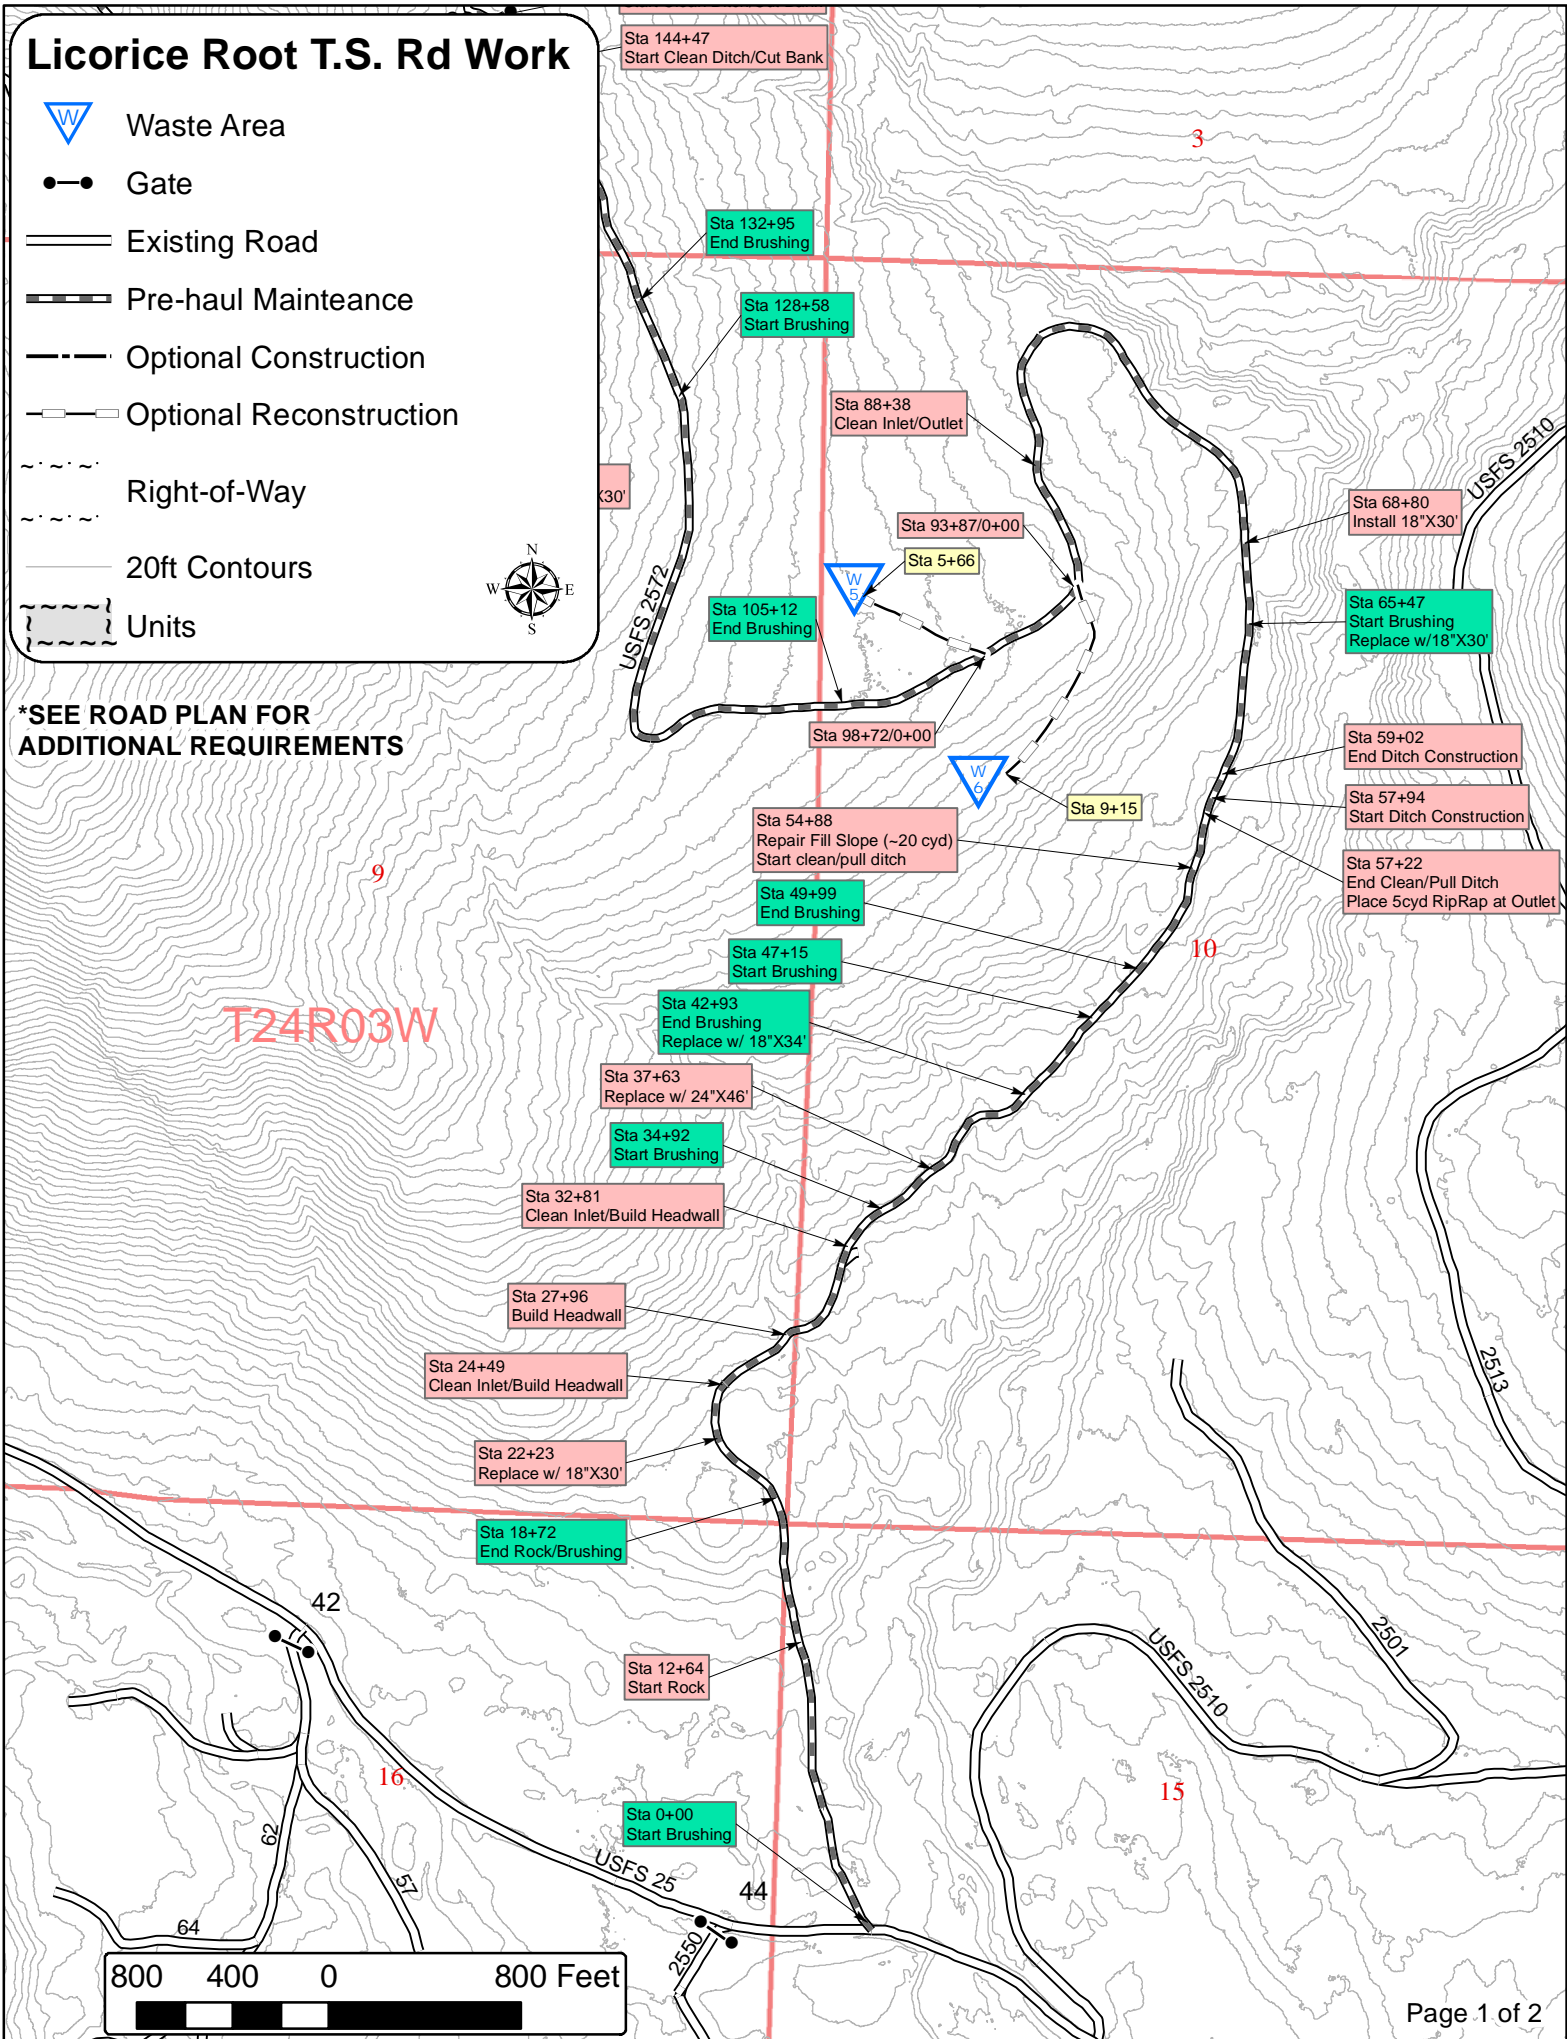 Licorice Root T.S. Rd Work
W
Waste Area
Gate
Existing Road
Pre-haul Mainteance
Optional Construction
Optional Reconstruction
Right-of-Way
20ft Contours
Units
N
W
E
S
*SEE ROAD PLAN FOR
ADDITIONAL REQUIREMENTS
Sta 144+47
Start Clean Ditch/Cut Bank
3
Sta 132+95
End Brushing
Sta 128+58
Start Brushing
Sta 88+38
Clean Inlet/Outlet
X30'
USFS 2510
Sta 68+80
Install 18"X30'
Sta 93+87/0+00
Sta 5+66
W
5
USFS 2572
Sta 105+12
End Brushing
Sta 65+47
Start Brushing
Replace w/18"X30'
Sta 98+72/0+00
W
6
Sta 9+15
Sta 59+02
End Ditch Construction
Sta 57+94
Start Ditch Construction
Sta 54+88
Repair Fill Slope (~20 cyd)
Start clean/pull ditch
Sta 57+22
End Clean/Pull Ditch
Place 5cyd RipRap at Outlet
9
Sta 49+99
End Brushing
10
Sta 47+15
Start Brushing
T24R03W
Sta 42+93
End Brushing
Replace w/ 18"X34'
Sta 37+63
Replace w/ 24"X46'
Sta 34+92
Start Brushing
Sta 32+81
Clean Inlet/Build Headwall
Sta 27+96
Build Headwall
Sta 24+49
Clean Inlet/Build Headwall
2513
Sta 22+23
Replace w/ 18"X30'
Sta 18+72
End Rock/Brushing
42
2501
USFS 2510
Sta 12+64
Start Rock
16
15
Sta 0+00
Start Brushing
62
57
USFS 25
44
64
2550
800 400 0 800 Feet
Page 1 of 2